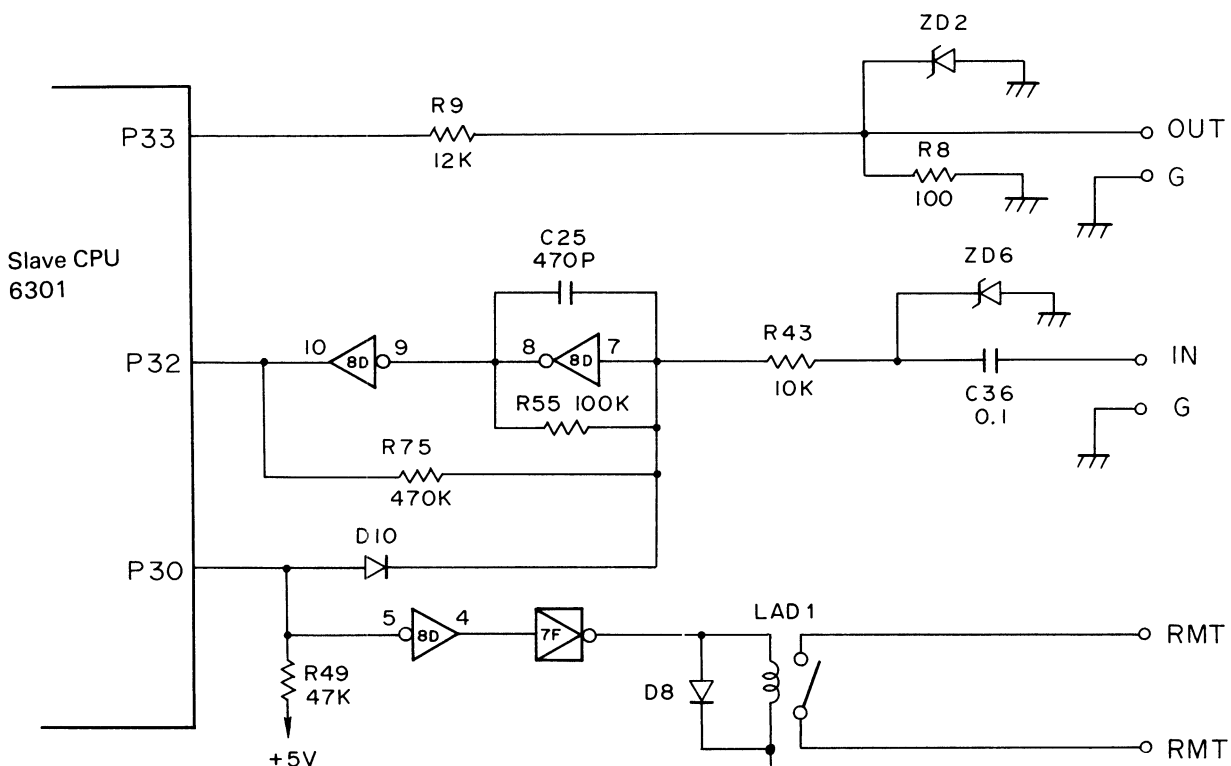 ZD2
R9
P33
12K
OUT
R8
100
G
Slave CPU
6301
C25
470P
ZD6
R43
10
8D
9
8
8D
7
P32
IN
10K
C36
0.1
R55 100K
G
R75
470K
D10
P30
LAD1
5
8D
4
7F
RMT
R49
47K
D8
+5V
RMT